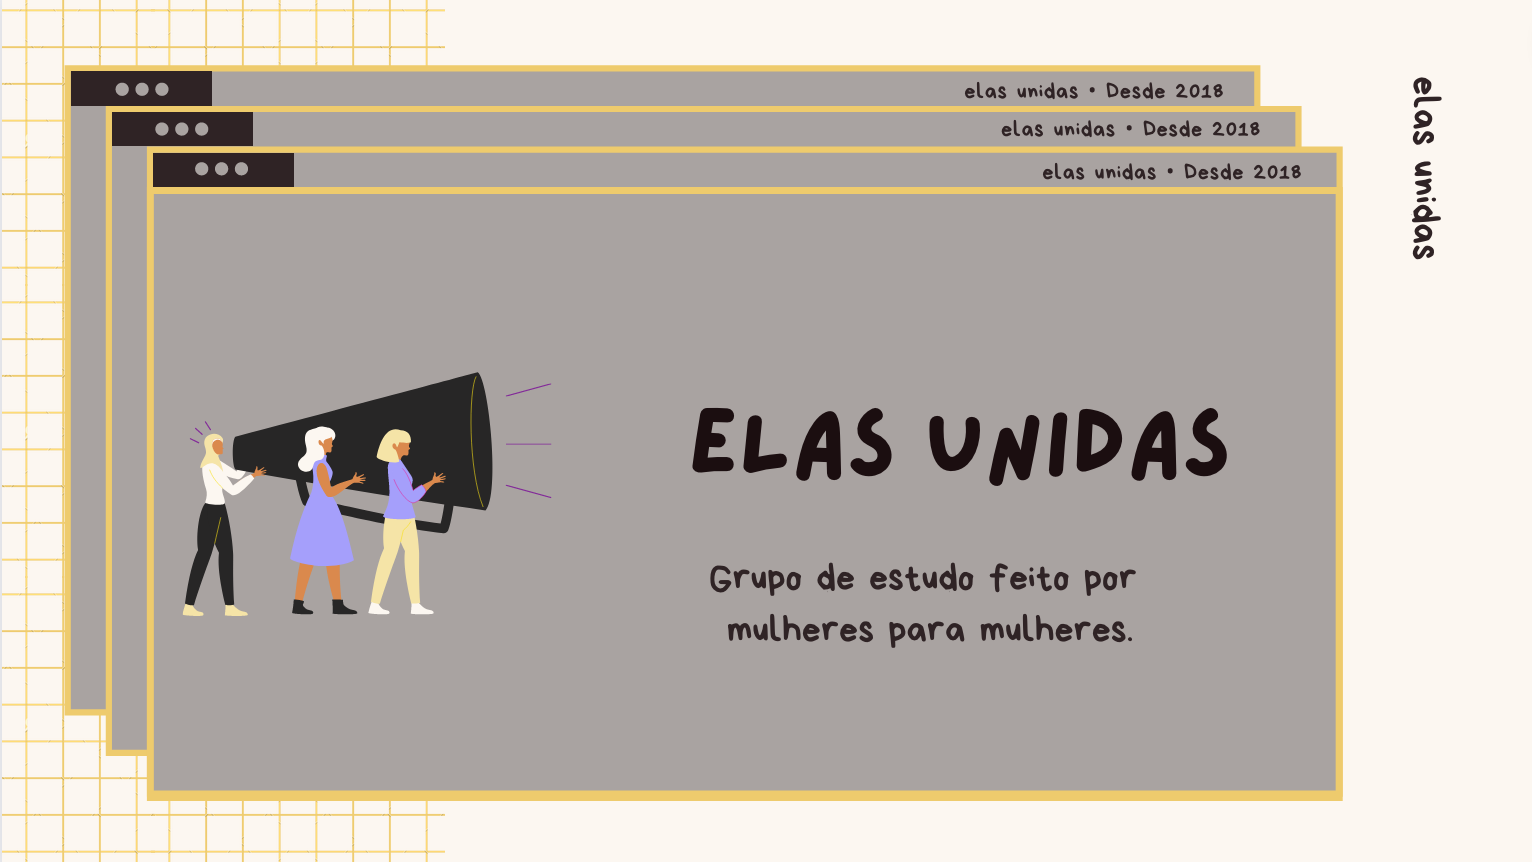 elas unidas • Desde 2018
elas unidas • Desde 2018
elas unidas • Desde 2018
elas unidas
ELAS UNIDAS
Grupo de estudo feito por
mulheres para mulheres.